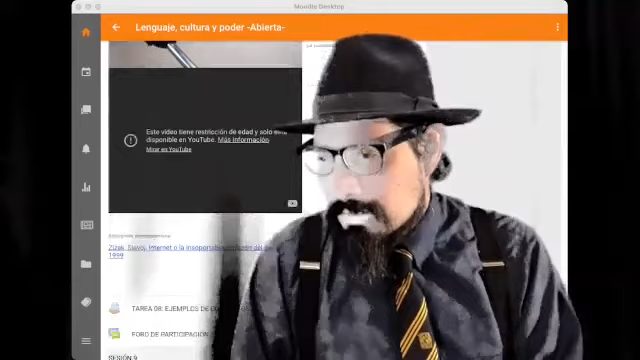 Moodle Desktop
Lenguaje, cultura y poder -Abierta-
Este video tiene restricción de edad y solo está
disponible en YouTube. Más información
Mirar en YouTube
Zizek, Slavoj, Internet o la
1999
TAREA 08: EJEMPLOS DE
FORO DE PARTICIPACIÓN
SESIÓN 9